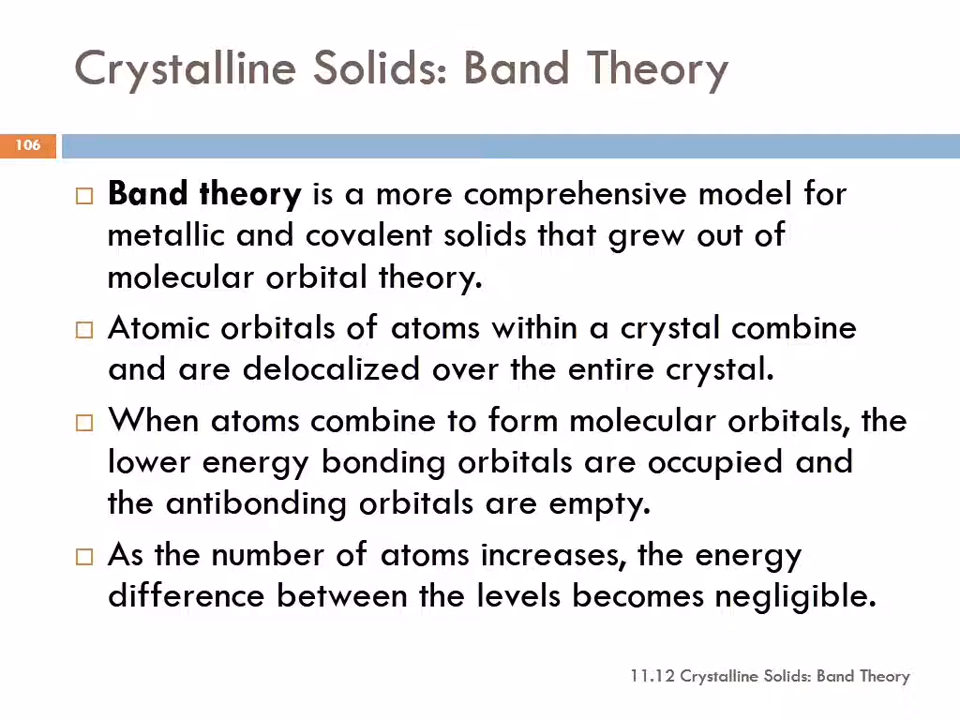 Crystalline Solids: Band Theory
106
Band theory is a more comprehensive model for
metallic and covalent solids that grew out of
molecular orbital theory.
Atomic orbitals of atoms within a crystal combine
and are delocalized over the entire crystal.
When atoms combine to form molecular orbitals, the
lower energy bonding orbitals are occupied and
the antibonding orbitals are empty.
As the number of atoms increases, the energy
difference between the levels becomes negligible.
11.12 Crystalline Solids: Band Theory